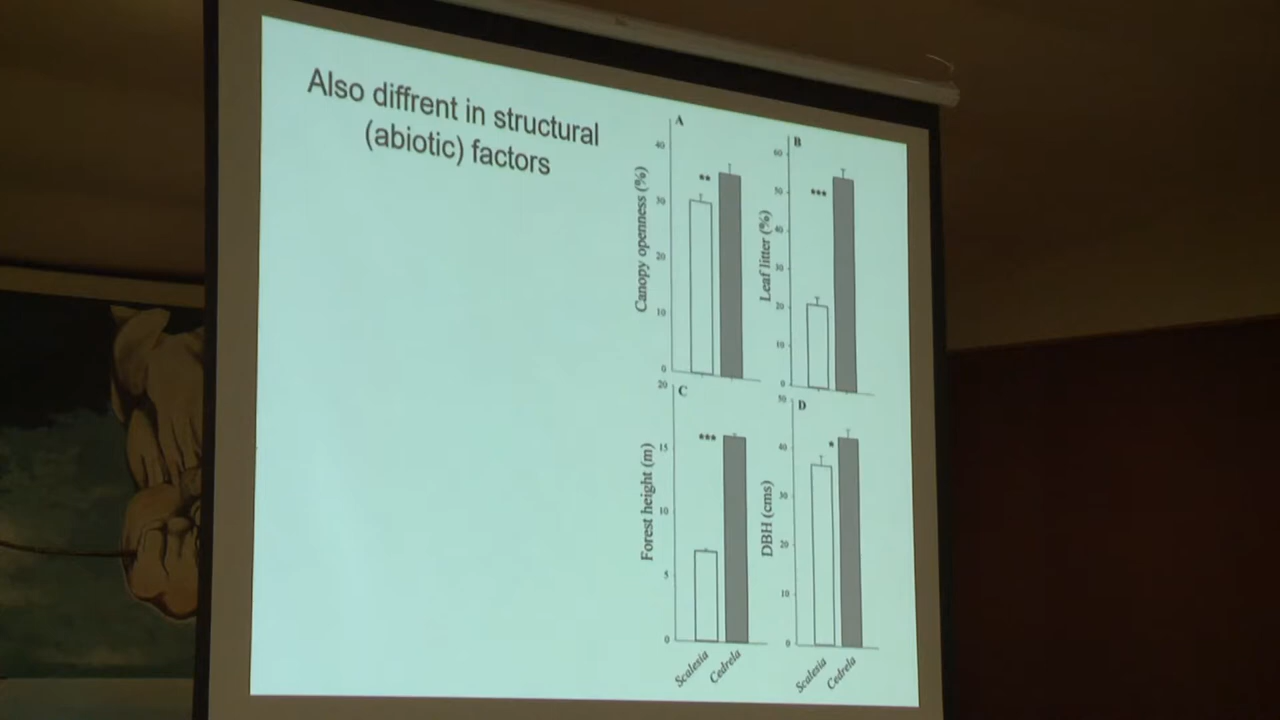 Also diffrent in structural
(abiotic) factors
A
40
30
20
10
0
Canopy openness (%)
**
B
60
50
40
30
20
10
0
Leaf litter (%)
***
C
20
15
10
5
0
Forest height (m)
***
Scalesia
Cedrela
D
50
40
30
20
10
0
DBH (cms)
*
Scalesia
Cedrela